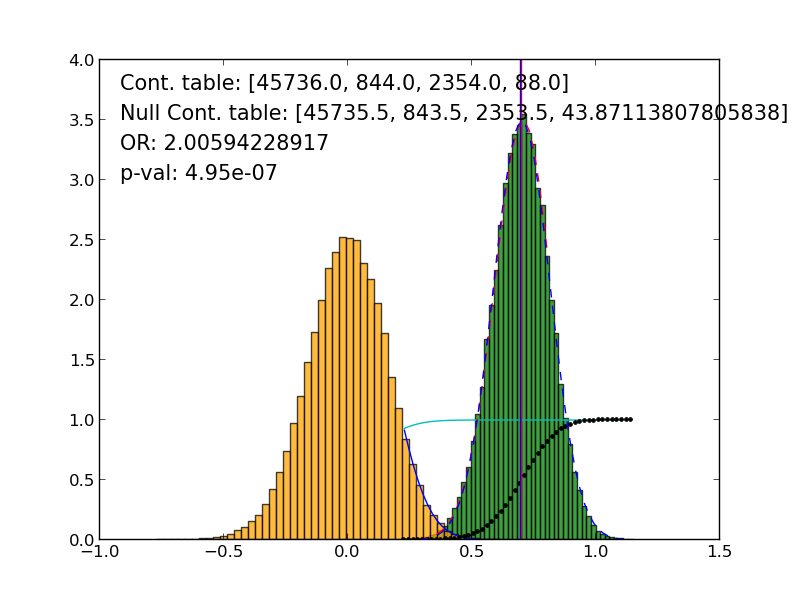 4.0
Cont. table: [45736.0, 844.0, 2354.0, 88.0]
3.5
Null Cont. table: [45735.5, 843.5, 2353.5, 43.87113807805838]
OR: 2.00594228917
3.0
p-val: 4.95e-07
2.5
2.0
1.5
1.0
0.5
0.0
−1.0 −0.5 0.0 0.5 1.0 1.5